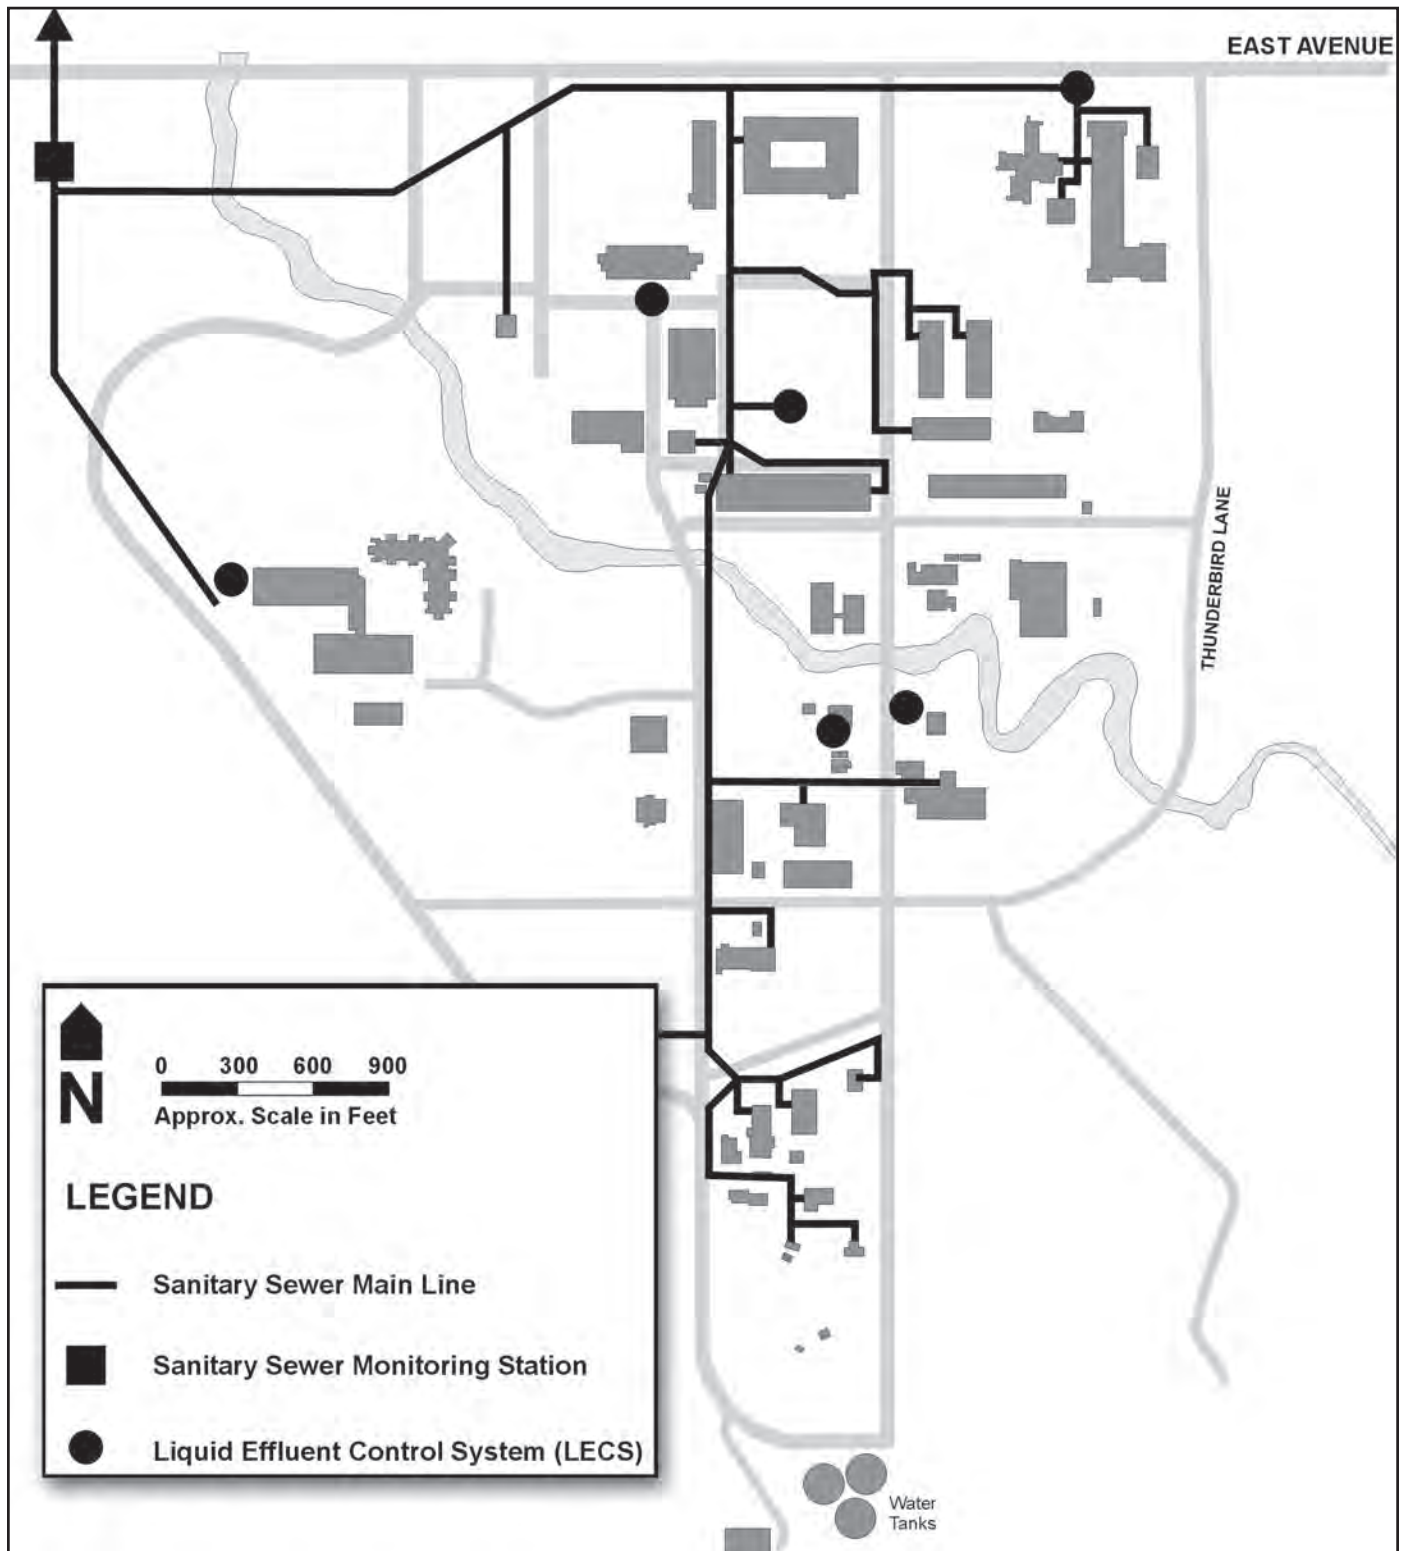 EAST AVENUE
THUNDERBIRD LANE
N
0 300 600 900
Approx. Scale in Feet
LEGEND
Sanitary Sewer Main Line
Sanitary Sewer Monitoring Station
Liquid Effluent Control System (LECS)
Water
Tanks